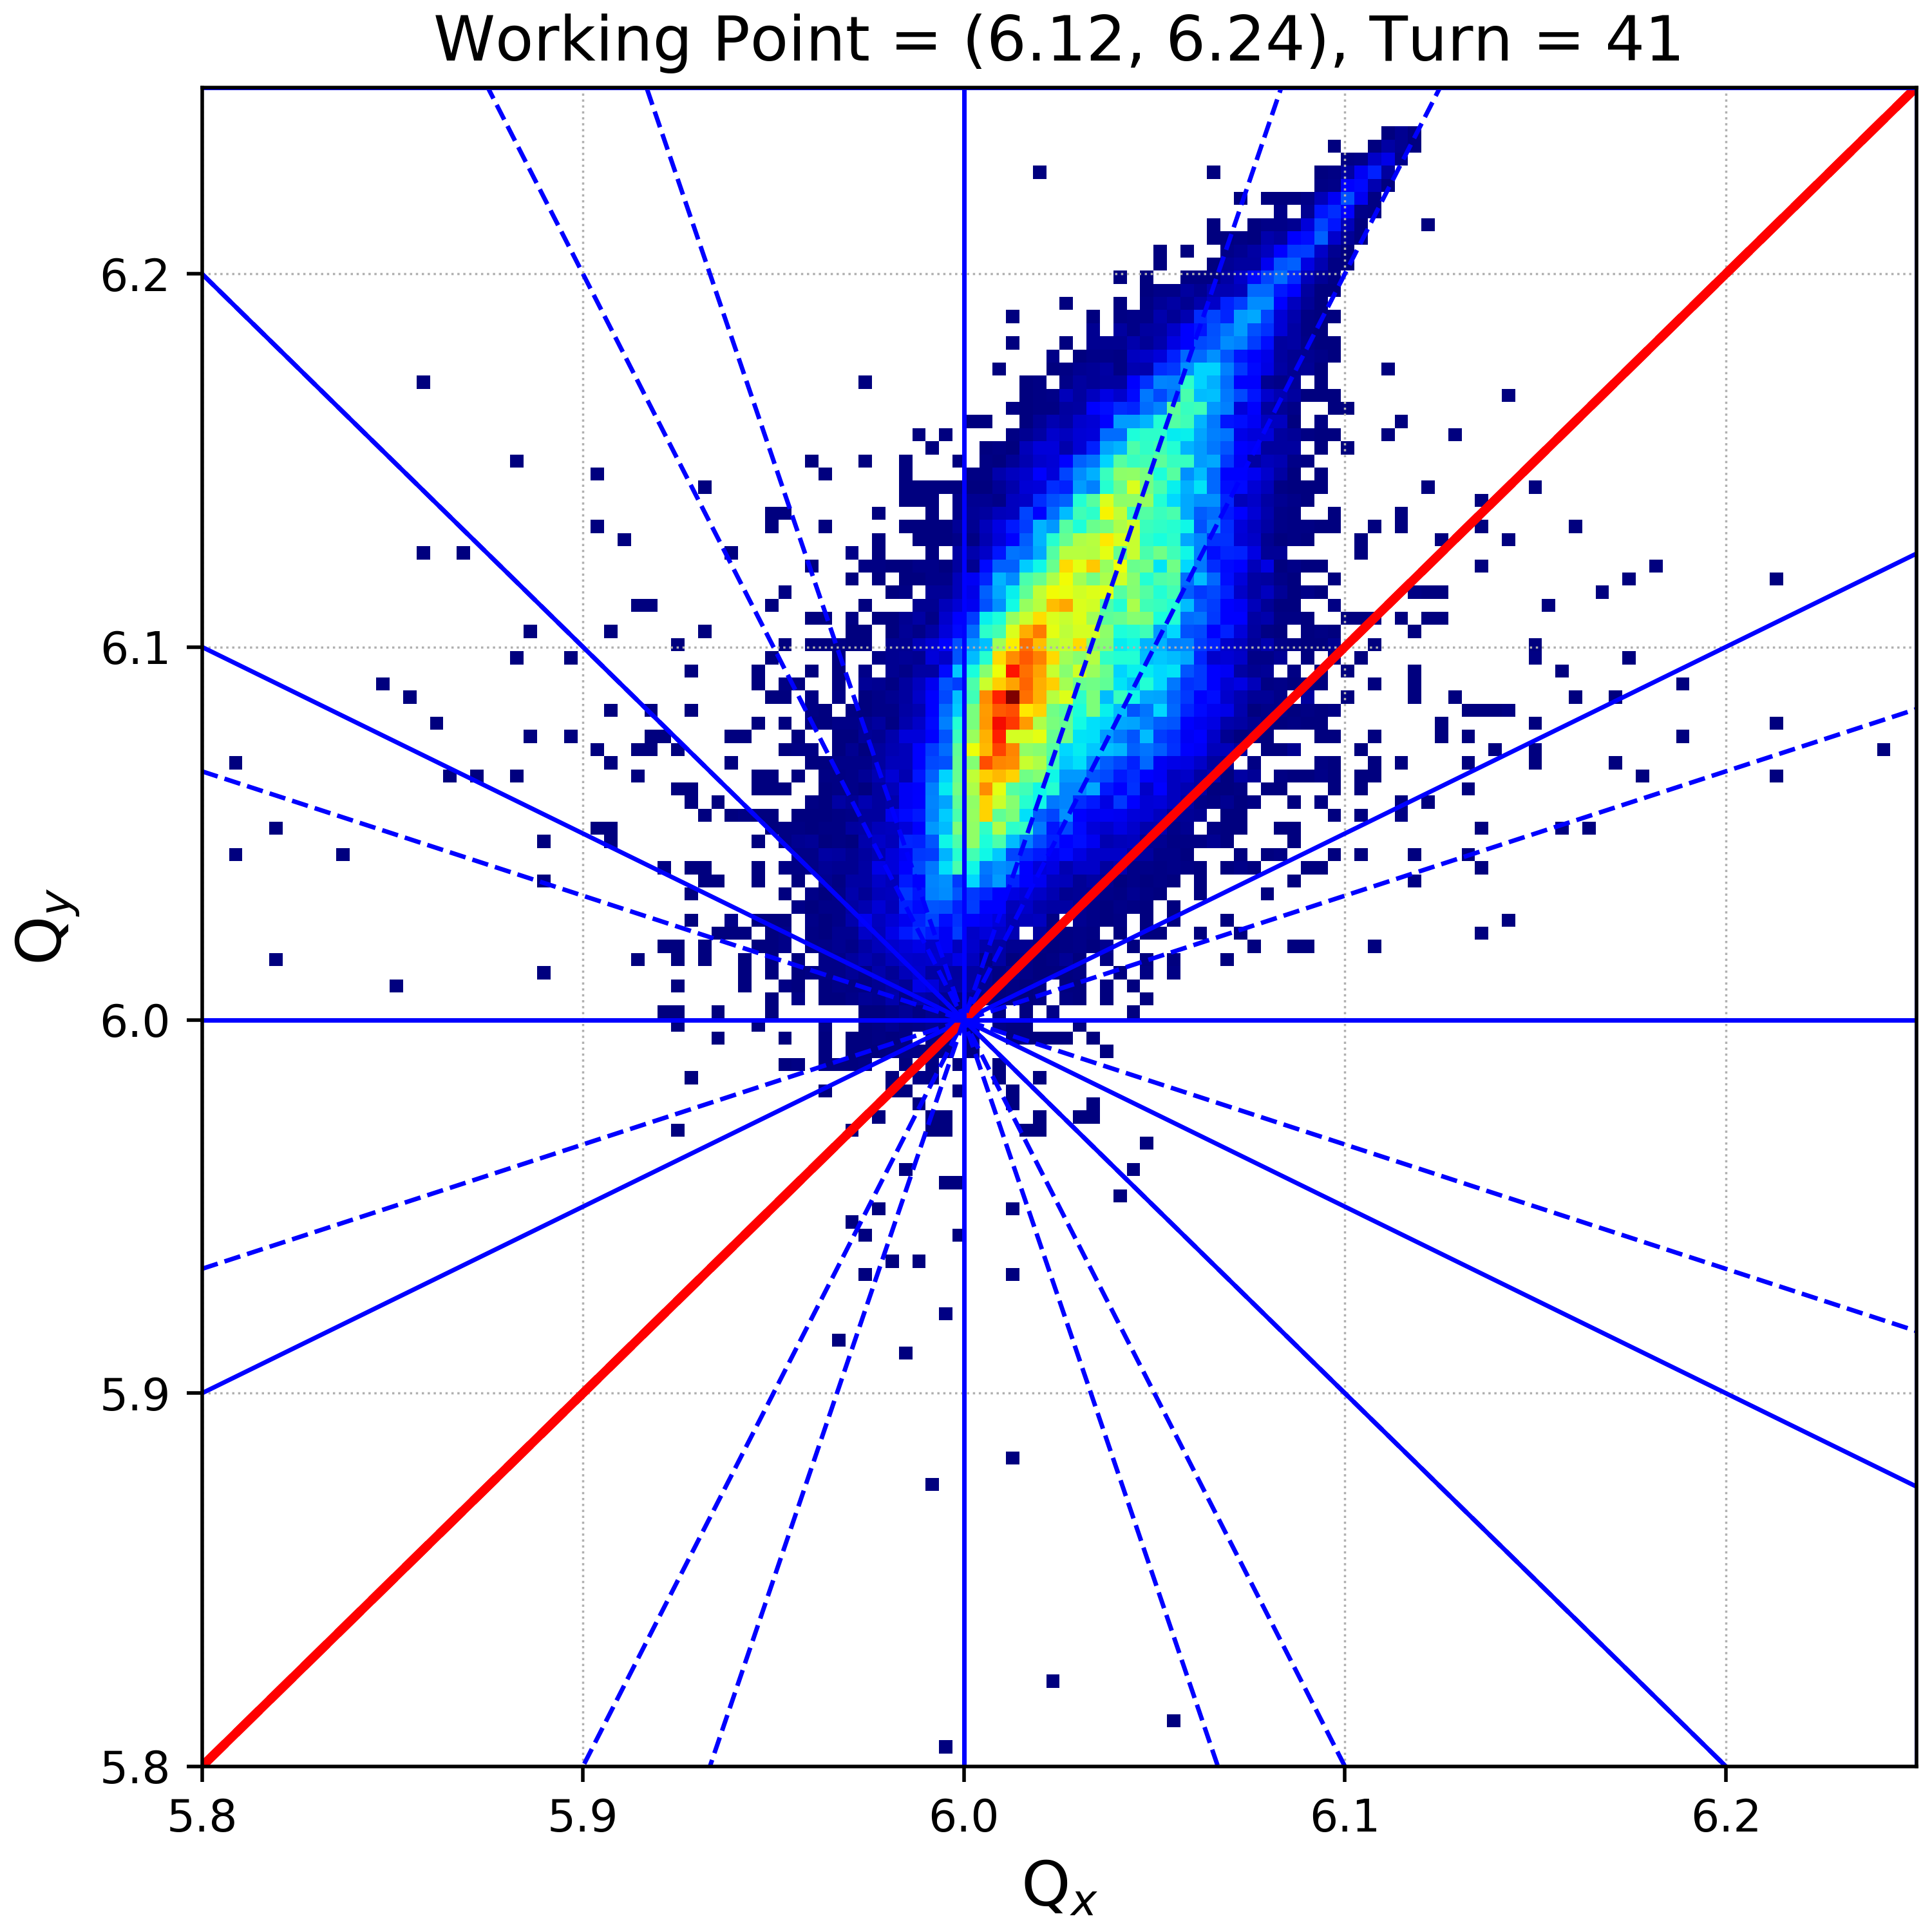 Working Point = (6.12, 6.24), Turn = 41
6.2
6.1
6.0
5.9
5.8
Qy
5.8 5.9 6.0 6.1 6.2
Qx